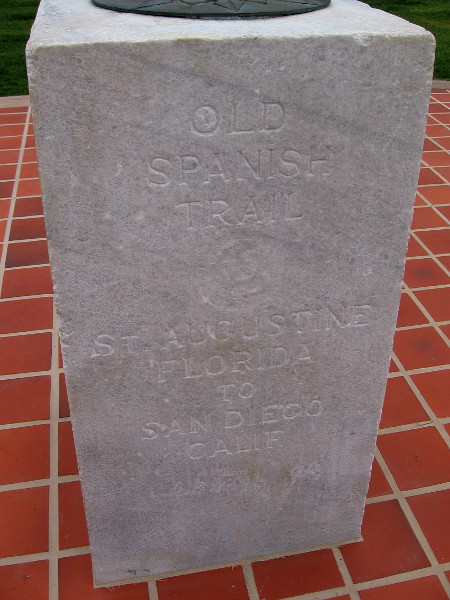 OLD
SPANISH
TRAIL
ST. AUGUSTINE
FLORIDA
TO
SAN DIEGO
CALIF